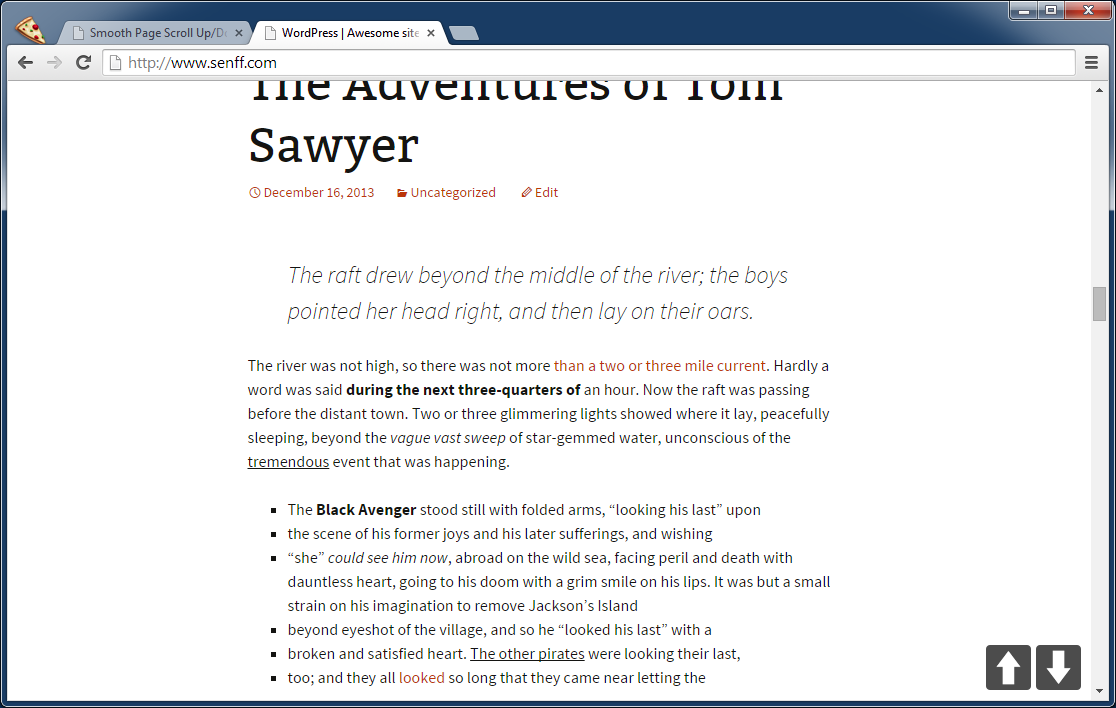 Smooth Page Scroll Up/D
WordPress | Awesome site
http://www.senff.com
The Adventures of Tom
Sawyer
December 16, 2013 Uncategorized Edit
The raft drew beyond the middle of the river; the boys
pointed her head right, and then lay on their oars.
The river was not high, so there was not more than a two or three mile current. Hardly a
word was said during the next three-quarters of an hour. Now the raft was passing
before the distant town. Two or three glimmering lights showed where it lay, peacefully
sleeping, beyond the vague vast sweep of star-gemmed water, unconscious of the
tremendous event that was happening.
The Black Avenger stood still with folded arms, “looking his last” upon
the scene of his former joys and his later sufferings, and wishing
“she” could see him now, abroad on the wild sea, facing peril and death with
dauntless heart, going to his doom with a grim smile on his lips. It was but a small
strain on his imagination to remove Jackson’s Island
beyond eyeshot of the village, and so he “looked his last” with a
broken and satisfied heart. The other pirates were looking their last,
too; and they all looked so long that they came near letting the